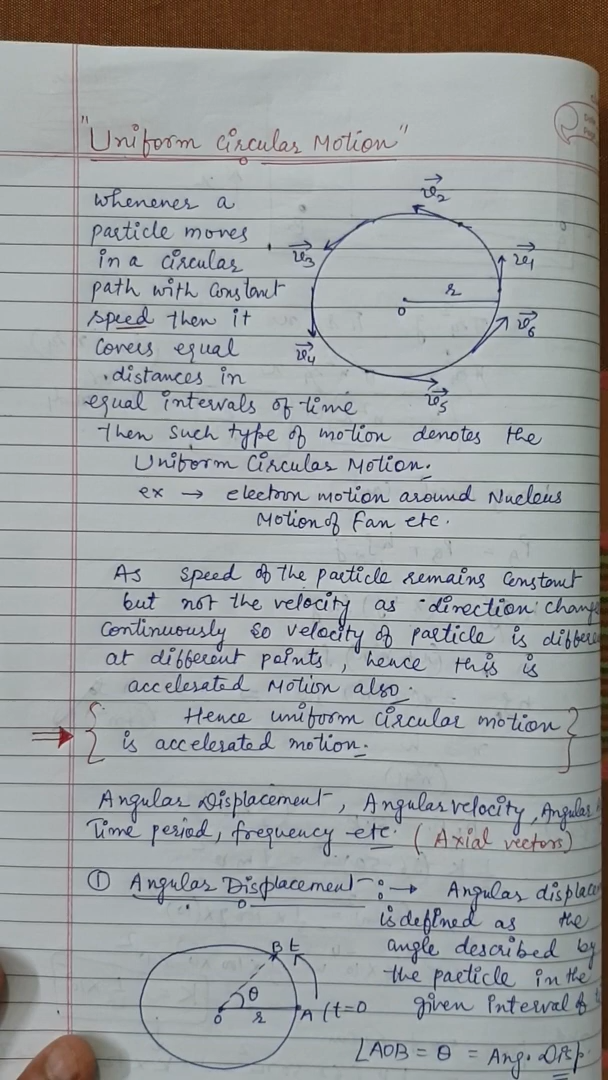 "Uniform Circular Motion"
whenever a
particle moves
in a circular
path with constant
speed then it
covers equal
distances in
equal intervals of time
v2
v3
v1
r
o
v6
v4
v5
then such type of motion denotes the
Uniform Circular Motion.
ex → electron motion around Nucleus
Motion of Fan etc.
As speed of the particle remains constant
but not the velocity as direction change
continuously so velocity of particle is differe
at different points, hence this is
accelerated Motion also.
⇒ { Hence uniform circular motion }
is accelerated motion.
Angular Displacement, Angular velocity, Angular
Time period, frequency etc. (Axial vectors)
① Angular Displacement -: → Angular displace
is defined as the
angle described by
the particle in the
given interval of
B t
θ
o r A (t=0
∠AOB = θ = Ang. Disp.